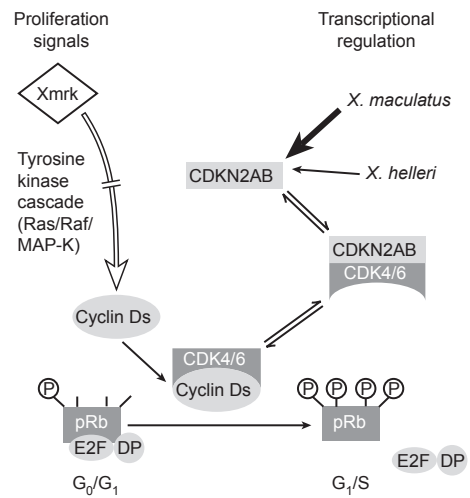 Proliferation
signals
Transcriptional
regulation
Xmrk
X. maculatus
Tyrosine
kinase
cascade
(Ras/Raf/
MAP-K)
CDKN2AB
X. helleri
CDKN2AB
CDK4/6
Cyclin Ds
CDK4/6
Cyclin Ds
P
pRb
E2F DP
G0/G1
P P P P
pRb
E2F DP
G1/S